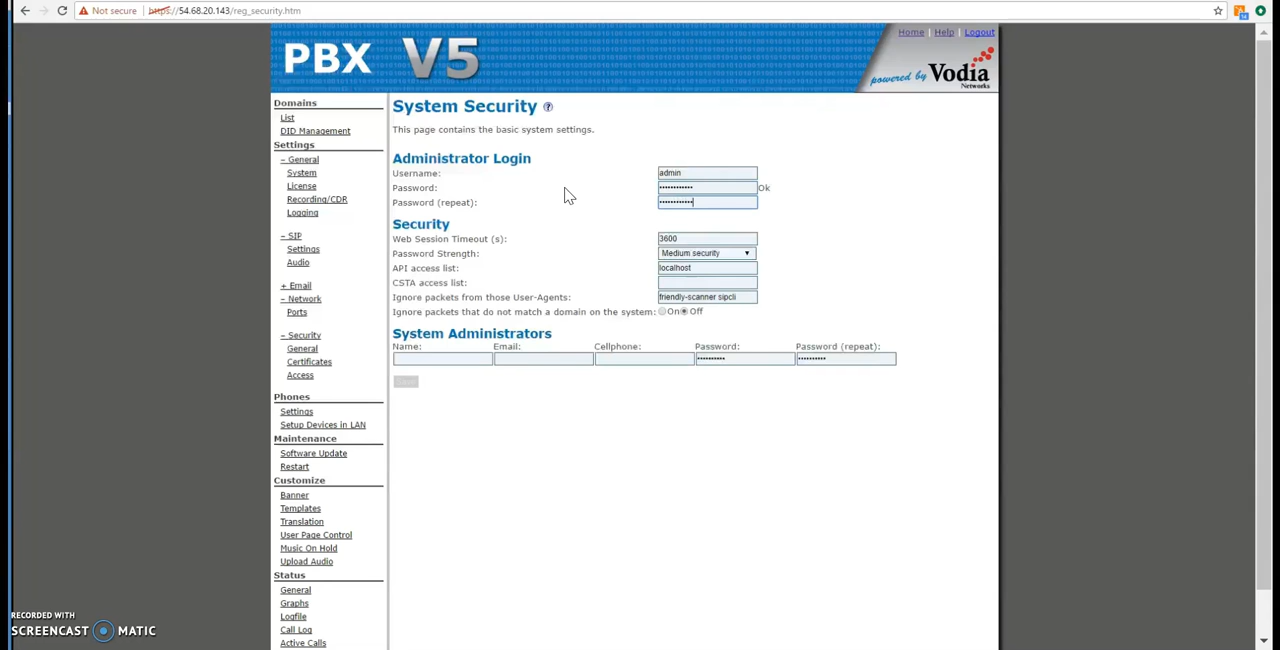 Not secure https://54.68.20.143/reg_security.htm
PBX V5
Home | Help | Logout
powered by Vodia
Networks
Domains
List
DID Management
Settings
– General
System
License
Recording/CDR
Logging
– SIP
Settings
Audio
+ Email
– Network
Ports
– Security
General
Certificates
Access
Phones
Settings
Setup Devices in LAN
Maintenance
Software Update
Restart
Customize
Banner
Templates
Translation
User Page Control
Music On Hold
Upload Audio
Status
General
Graphs
Logfile
Call Log
Active Calls
System Security ?
This page contains the basic system settings.
Administrator Login
Username: admin
Password: •••••••••••• Ok
Password (repeat): ••••••••••••
Security
Web Session Timeout (s): 3600
Password Strength: Medium security
API access list: localhost
CSTA access list:
Ignore packets from those User-Agents: friendly-scanner sipcli
Ignore packets that do not match a domain on the system: On Off
System Administrators
Name: Email: Cellphone: Password: Password (repeat):
•••••••••• ••••••••••
Save
RECORDED WITH
SCREENCAST MATIC